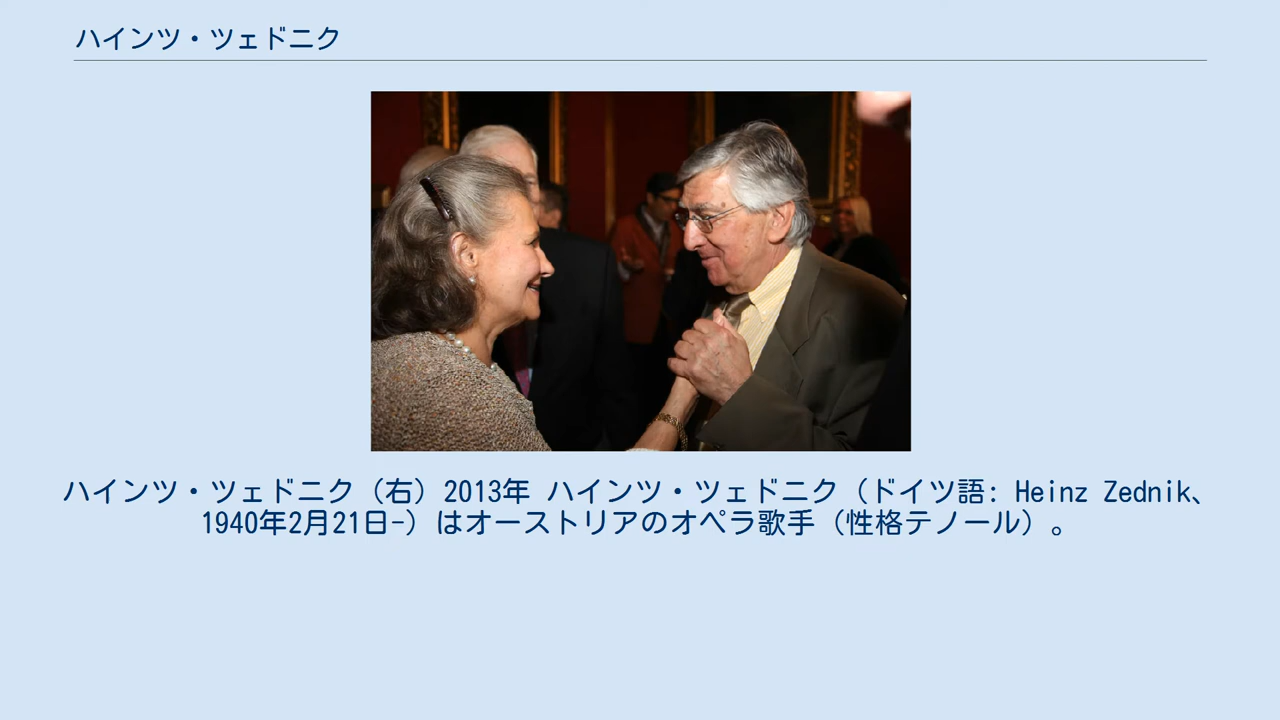 ハインツ・ツェドニク
ハインツ・ツェドニク（右）2013年 ハインツ・ツェドニク（ドイツ語: Heinz Zednik、
1940年2月21日-）はオーストリアのオペラ歌手（性格テノール）。